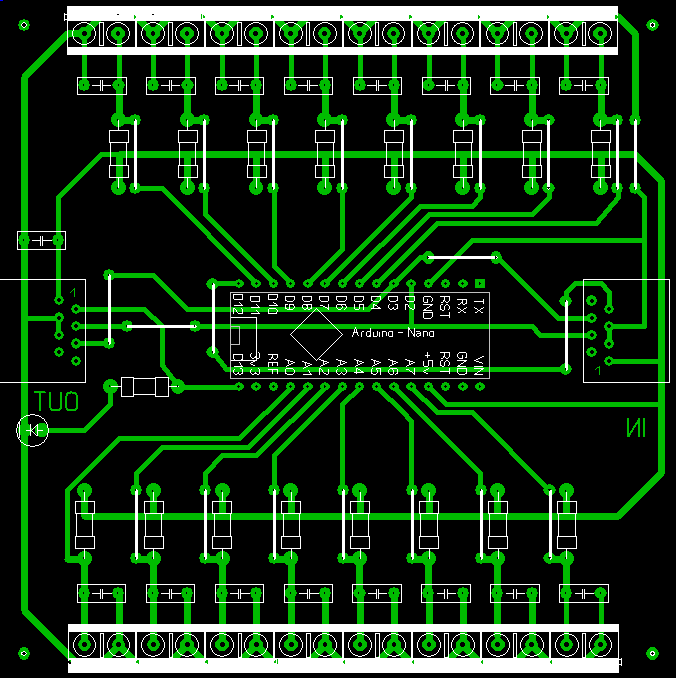 D12 D11 D10 D9 D8 D7 D6 D5 D4 D3 D2 GND RST RX TX
1
Arduino - Nano
D13 3v3 REF A0 A1 A2 A3 A4 A5 A6 A7 +5v RST GND VIN
1
OUT
IN